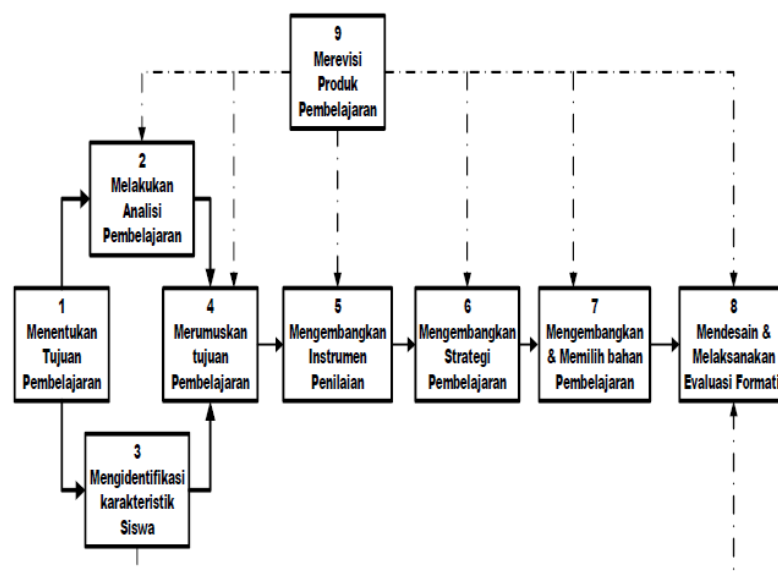 9
Merevisi
Produk
Pembelajaran
2
Melakukan
Analisi
Pembelajaran
1
Menentukan
Tujuan
Pembelajaran
3
Mengidentifikasi
karakteristik
Siswa
4
Merumuskan
tujuan
Pembelajaran
5
Mengembangkan
Instrumen
Penilaian
6
Mengembangkan
Strategi
Pembelajaran
7
Mengembangkan
& Memilih bahan
Pembelajaran
8
Mendesain &
Melaksanakan
Evaluasi Formati